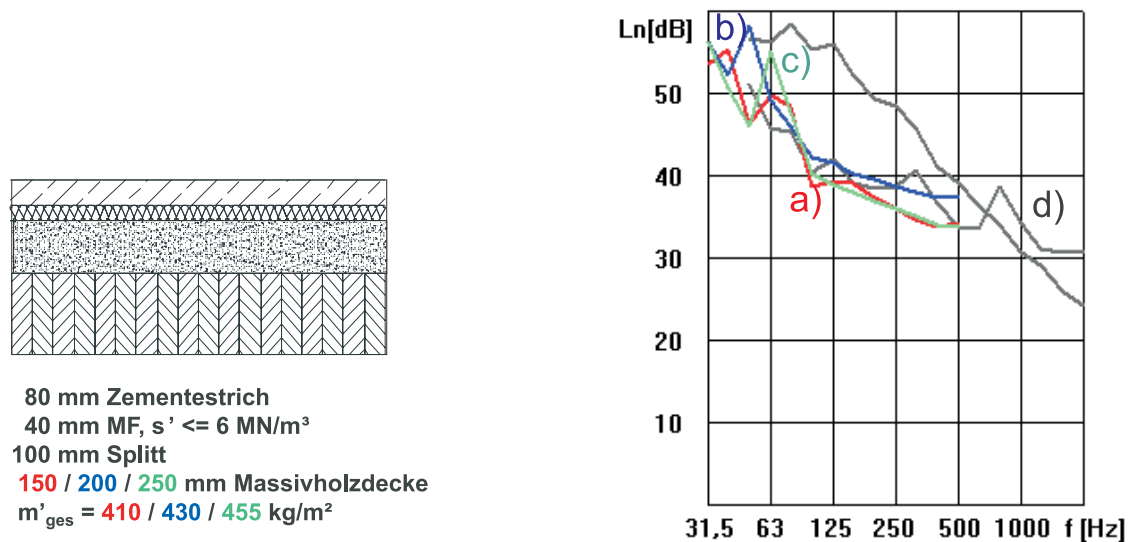 80 mm Zementestrich
40 mm MF, s' <= 6 MN/m³
100 mm Splitt
150 / 200 / 250 mm Massivholzdecke
m'ges = 410 / 430 / 455 kg/m²
Ln[dB]
50
40
30
20
10
b)
c)
a)
d)
31,5 63 125 250 500 1000 f [Hz]